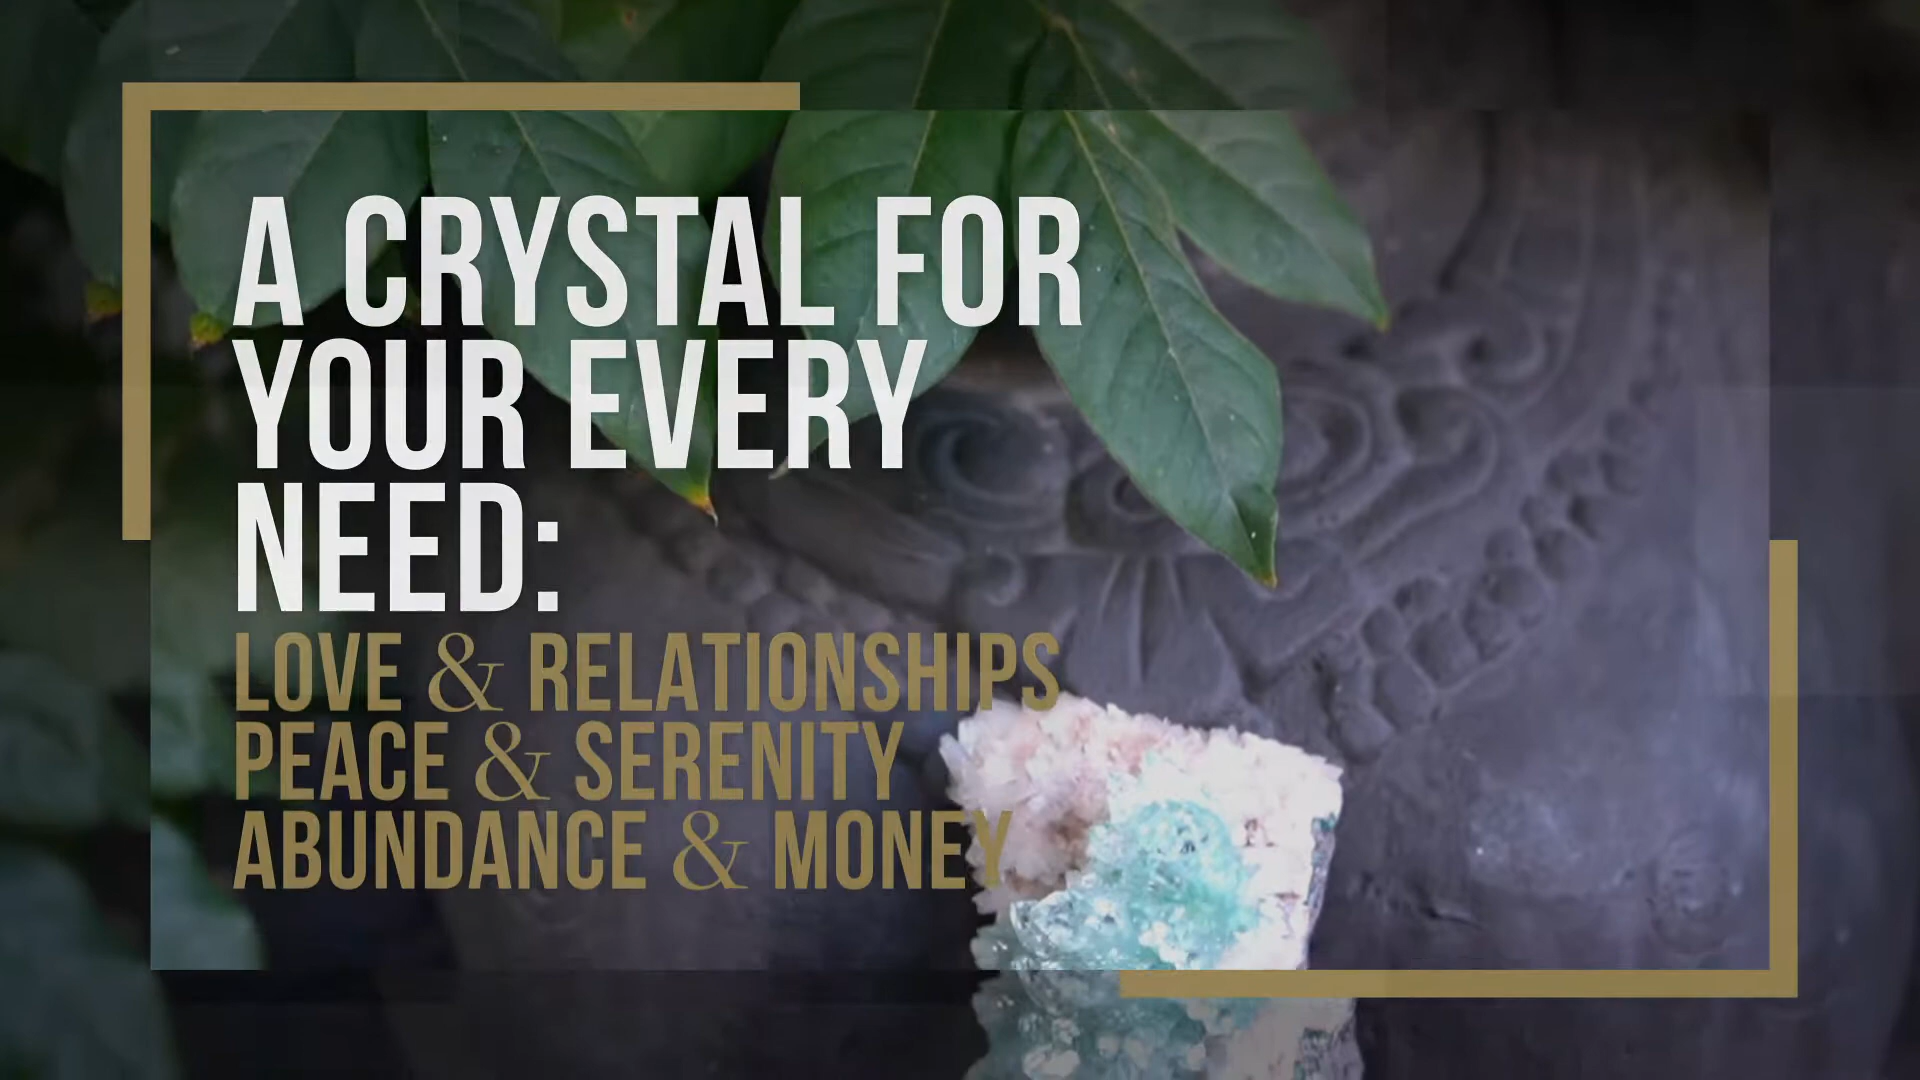 A CRYSTAL FOR
YOUR EVERY
NEED:
LOVE & RELATIONSHIPS
PEACE & SERENITY
ABUNDANCE & MONEY